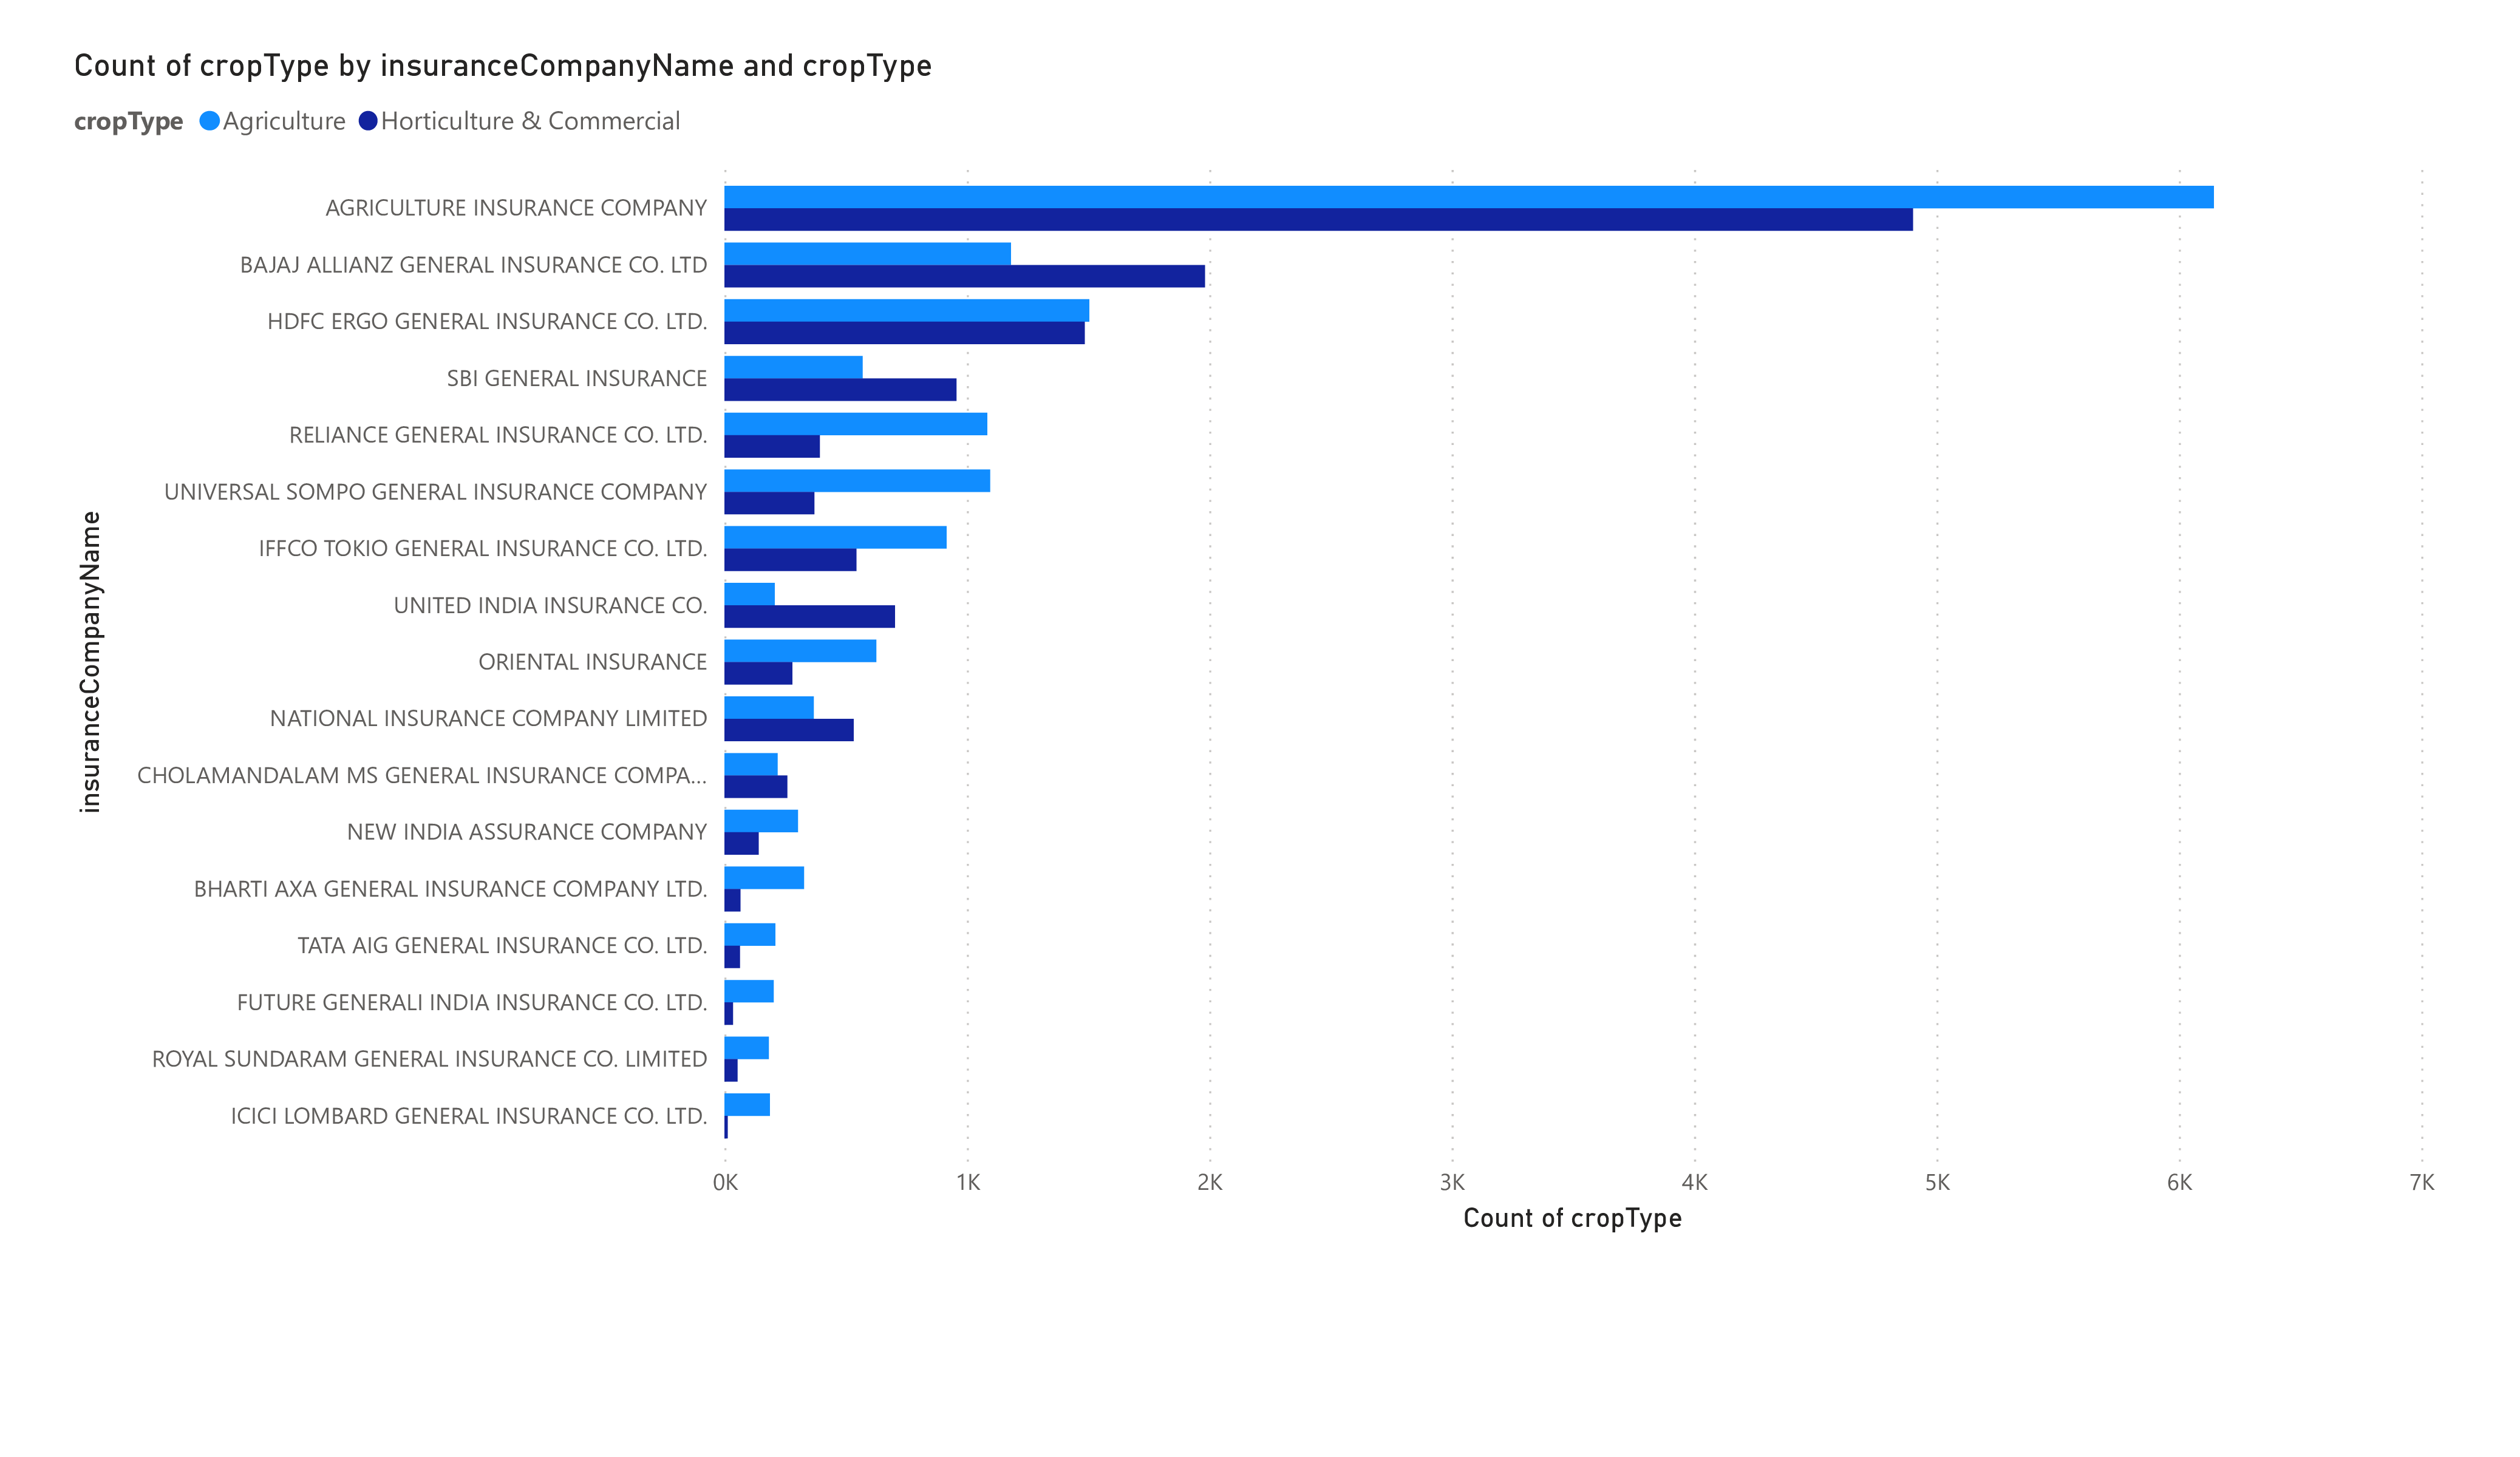 Count of cropType by insuranceCompanyName and cropType
cropType Agriculture Horticulture & Commercial
insuranceCompanyName
AGRICULTURE INSURANCE COMPANY
BAJAJ ALLIANZ GENERAL INSURANCE CO. LTD
HDFC ERGO GENERAL INSURANCE CO. LTD.
SBI GENERAL INSURANCE
RELIANCE GENERAL INSURANCE CO. LTD.
UNIVERSAL SOMPO GENERAL INSURANCE COMPANY
IFFCO TOKIO GENERAL INSURANCE CO. LTD.
UNITED INDIA INSURANCE CO.
ORIENTAL INSURANCE
NATIONAL INSURANCE COMPANY LIMITED
CHOLAMANDALAM MS GENERAL INSURANCE COMPA...
NEW INDIA ASSURANCE COMPANY
BHARTI AXA GENERAL INSURANCE COMPANY LTD.
TATA AIG GENERAL INSURANCE CO. LTD.
FUTURE GENERALI INDIA INSURANCE CO. LTD.
ROYAL SUNDARAM GENERAL INSURANCE CO. LIMITED
ICICI LOMBARD GENERAL INSURANCE CO. LTD.
0K 1K 2K 3K 4K 5K 6K 7K
Count of cropType